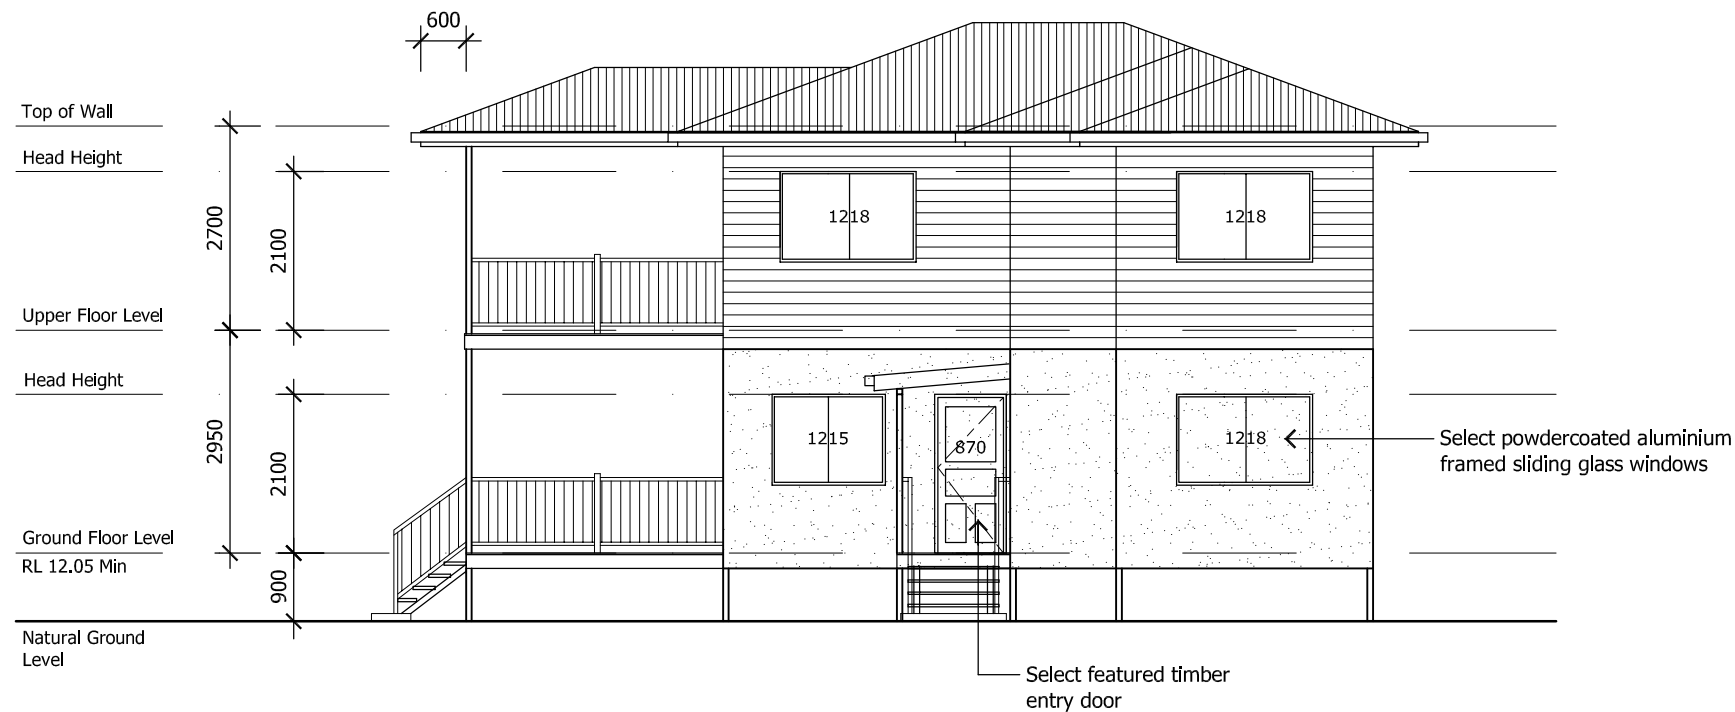 600
Top of Wall
Head Height
2700
2100
1218
1218
Upper Floor Level
Head Height
2950
2100
1215
870
1218
Select powdercoated aluminium
framed sliding glass windows
Ground Floor Level
RL 12.05 Min
900
Natural Ground
Level
Select featured timber
entry door